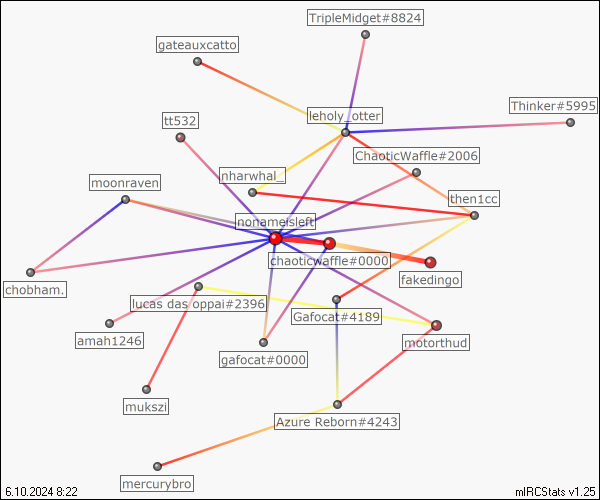 TripleMidget#8824
gateauxcatto
Thinker#5995
leholy_otter
tt532
ChaoticWaffle#2006
nharwhal_
moonraven
then1cc
nonameisleft
chaoticwaffle#0000
fakedingo
chobham.
lucas das oppai#2396
Gafocat#4189
amah1246
motorthud
gafocat#0000
mukszi
Azure Reborn#4243
mercurybro
6.10.2024 8:22
mIRCStats v1.25